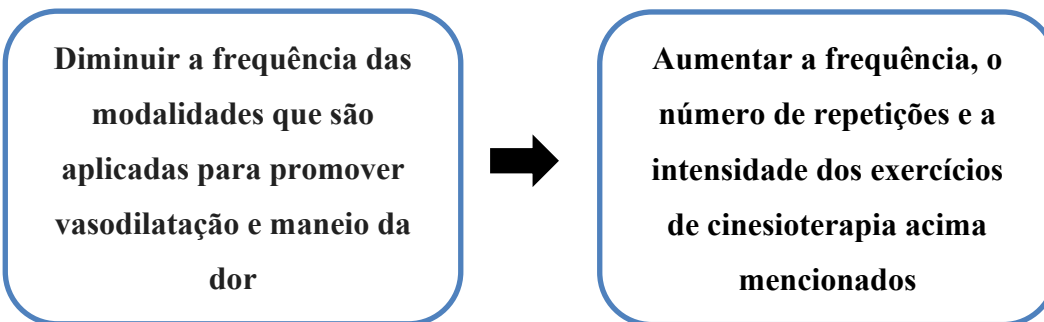 Diminuir a frequência das
modalidades que são
aplicadas para promover
vasodilatação e maneio da
dor
Aumentar a frequência, o
número de repetições e a
intensidade dos exercícios
de cinesioterapia acima
mencionados